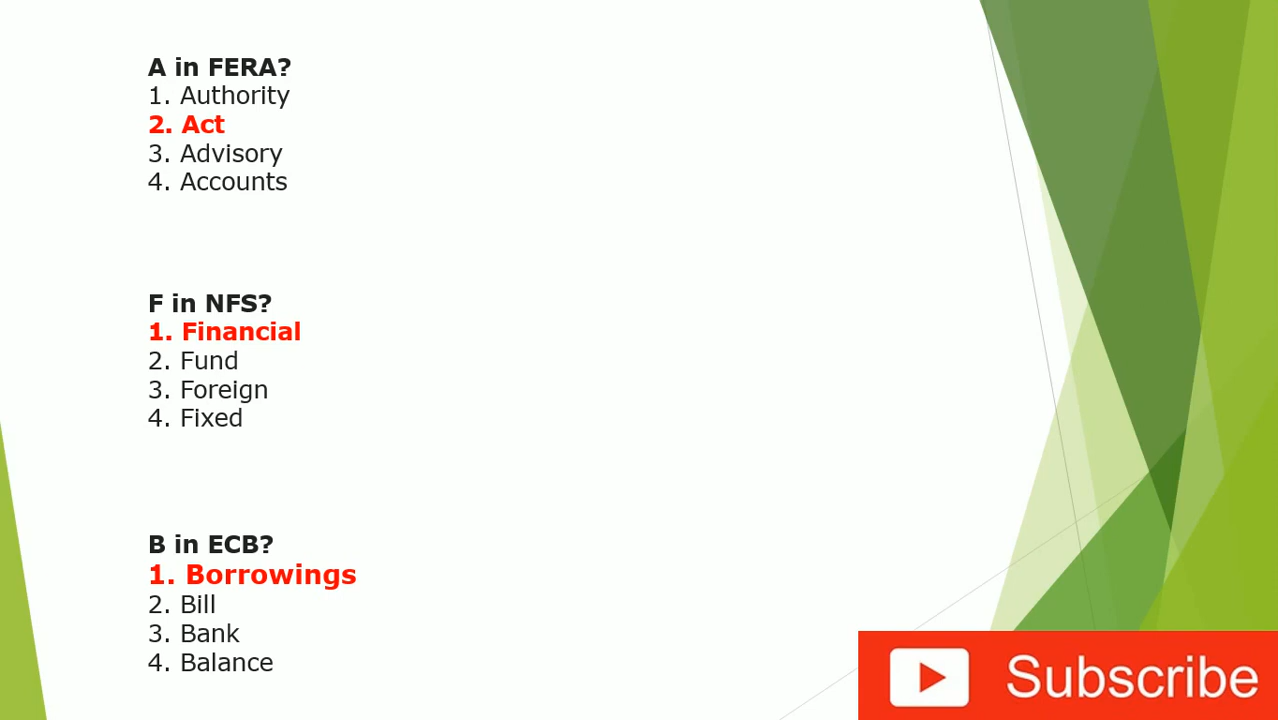 A in FERA?
1. Authority
2. Act
3. Advisory
4. Accounts
F in NFS?
1. Financial
2. Fund
3. Foreign
4. Fixed
B in ECB?
1. Borrowings
2. Bill
3. Bank
4. Balance
Subscribe